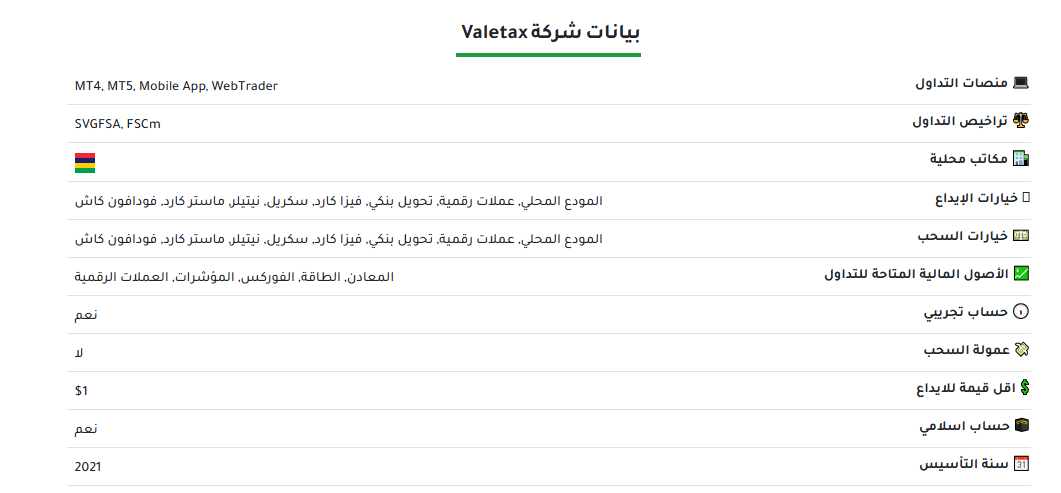 بيانات شركة Valetax
منصات التداول MT4, MT5, Mobile App, WebTrader
تراخيص التداول SVGFSA, FSCm
مكاتب محلية
خيارات الإيداع المودع المحلي, عملات رقمية, تحويل بنكي, فيزا كارد, سكريل, نيتيلر, ماستر كارد, فودافون كاش
خيارات السحب المودع المحلي, عملات رقمية, تحويل بنكي, فيزا كارد, سكريل, نيتيلر, ماستر كارد, فودافون كاش
الأصول المالية المتاحة للتداول المعادن, الطاقة, الفوركس, المؤشرات, العملات الرقمية
حساب تجريبي نعم
عمولة السحب لا
اقل قيمة للايداع $1
حساب اسلامي نعم
سنة التأسيس 2021